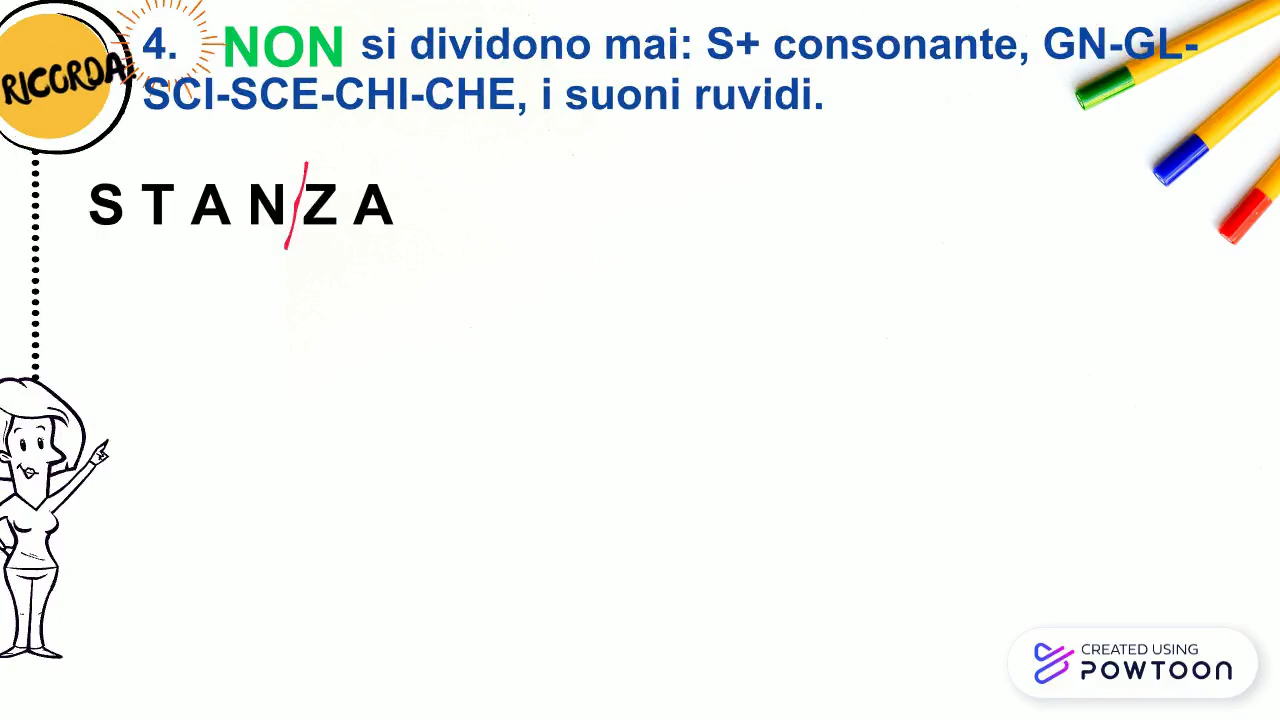 RICORDA
4. NON si dividono mai: S+ consonante, GN-GL-
SCI-SCE-CHI-CHE, i suoni ruvidi.
S T A N Z A
CREATED USING
POWTOON